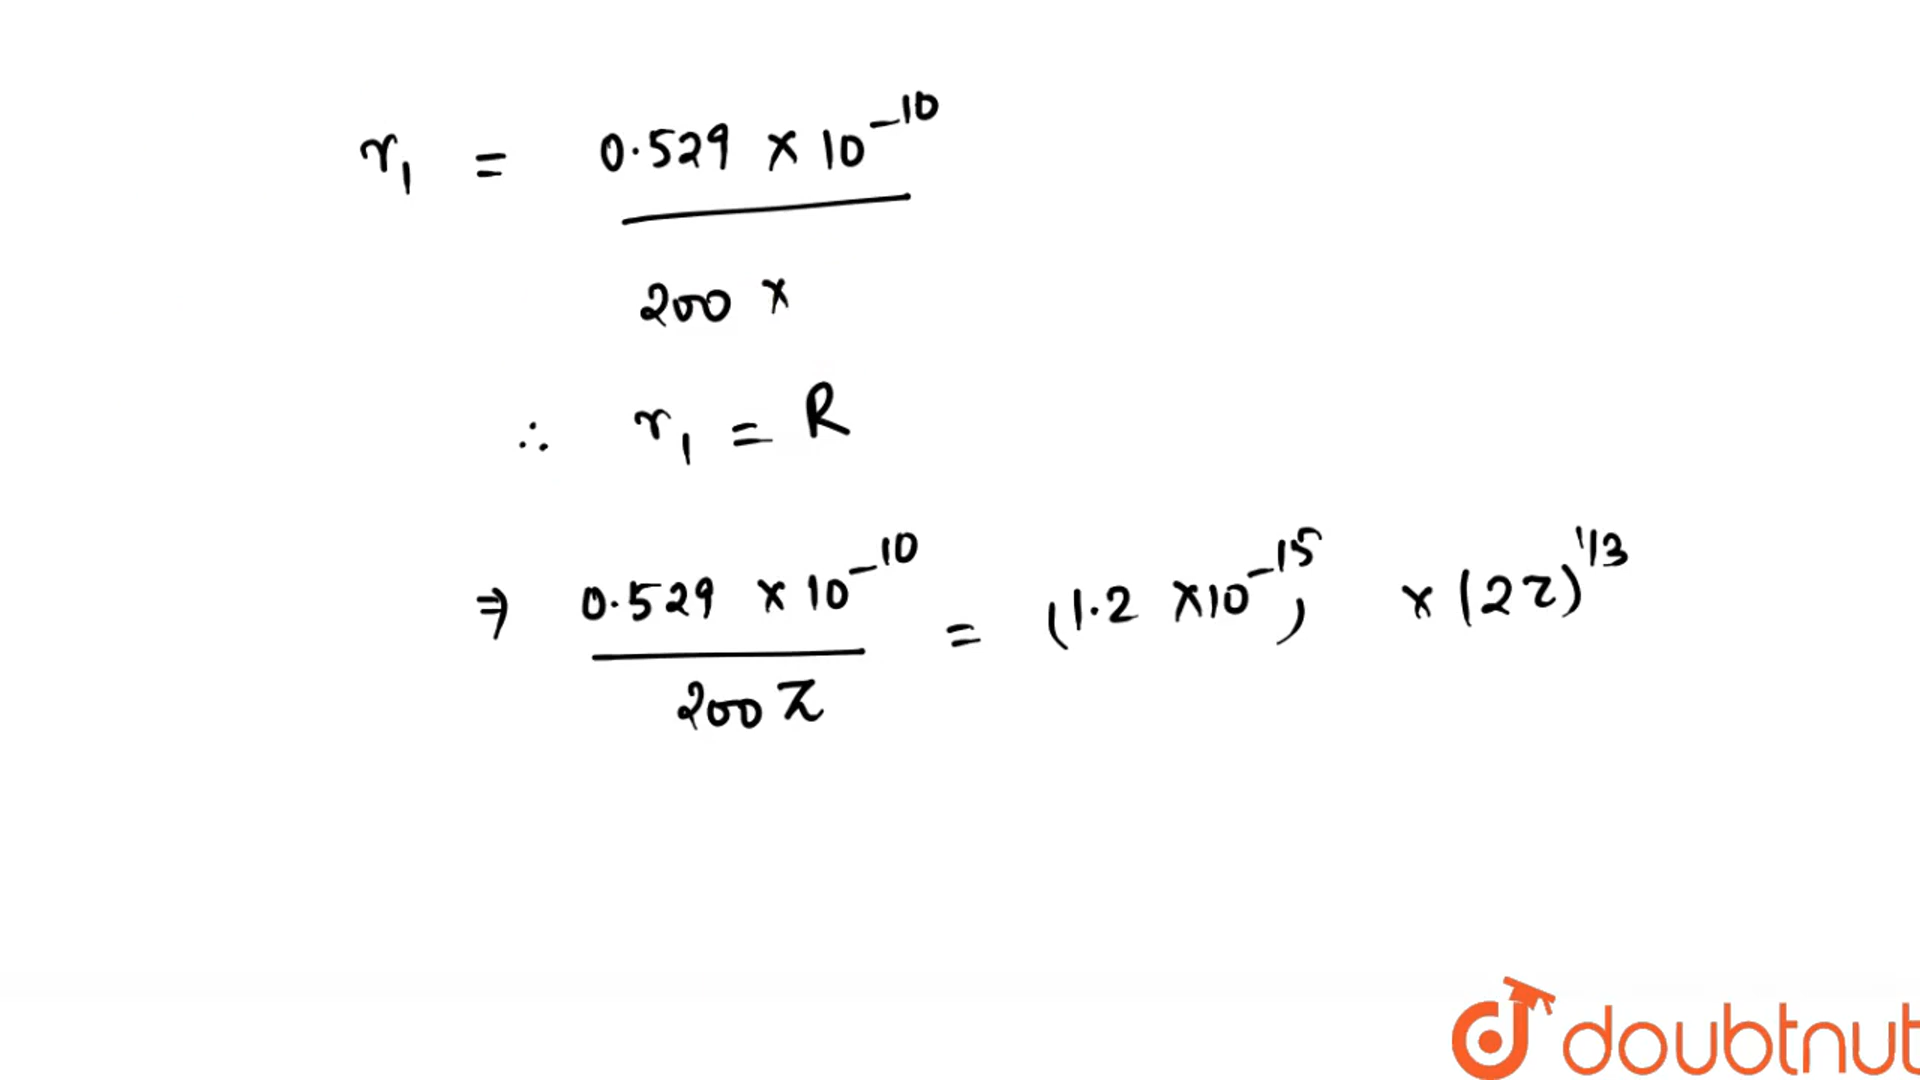 r₁ = 0.529 × 10⁻¹⁰
200 ×
∴ r₁ = R
⇒ 0.529 × 10⁻¹⁰ = (1.2 × 10⁻¹⁵) × (2z)^1/3
200 Z
doubtnut